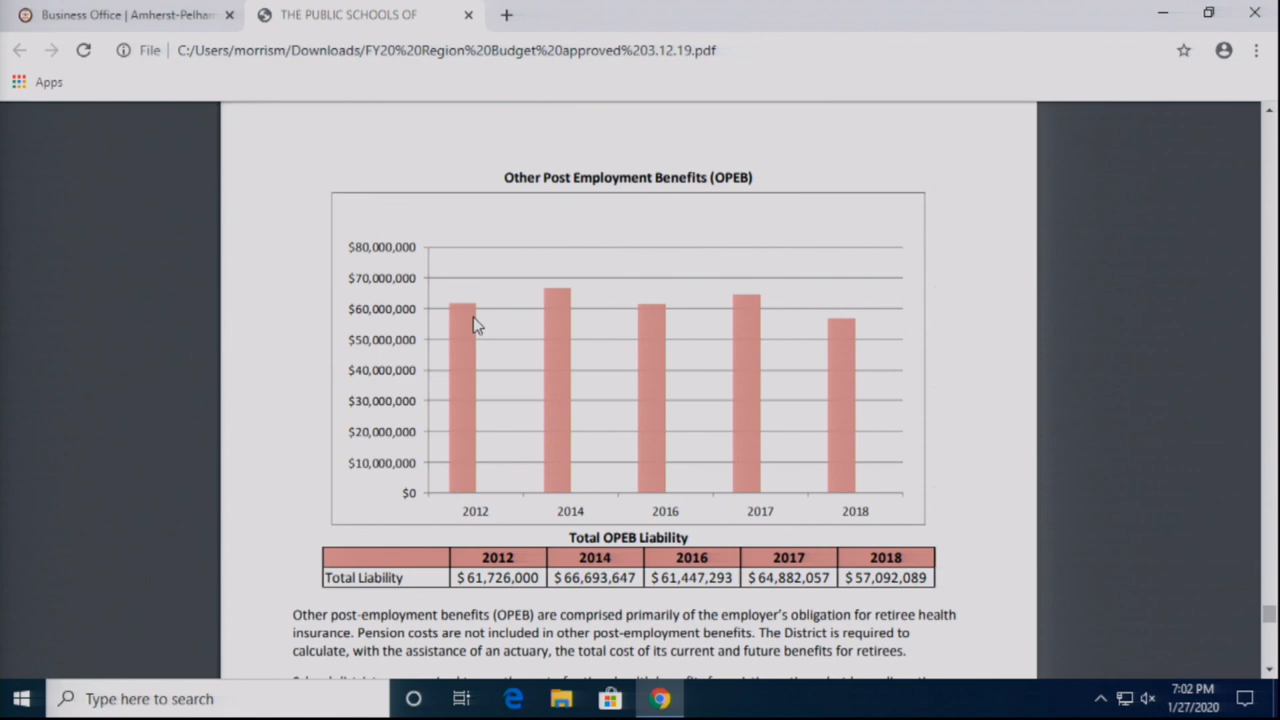 Business Office | Amherst-Pelham
THE PUBLIC SCHOOLS OF
File | C:/Users/morrism/Downloads/FY20%20Region%20Budget%20approved%203.12.19.pdf
Apps
Other Post Employment Benefits (OPEB)
$80,000,000
$70,000,000
$60,000,000
$50,000,000
$40,000,000
$30,000,000
$20,000,000
$10,000,000
$0
2012 2014 2016 2017 2018
Total OPEB Liability
2012 2014 2016 2017 2018
Total Liability $ 61,726,000 $ 66,693,647 $ 61,447,293 $ 64,882,057 $ 57,092,089
Other post-employment benefits (OPEB) are comprised primarily of the employer's obligation for retiree health
insurance. Pension costs are not included in other post-employment benefits. The District is required to
calculate, with the assistance of an actuary, the total cost of its current and future benefits for retirees.
Type here to search
7:02 PM
1/27/2020